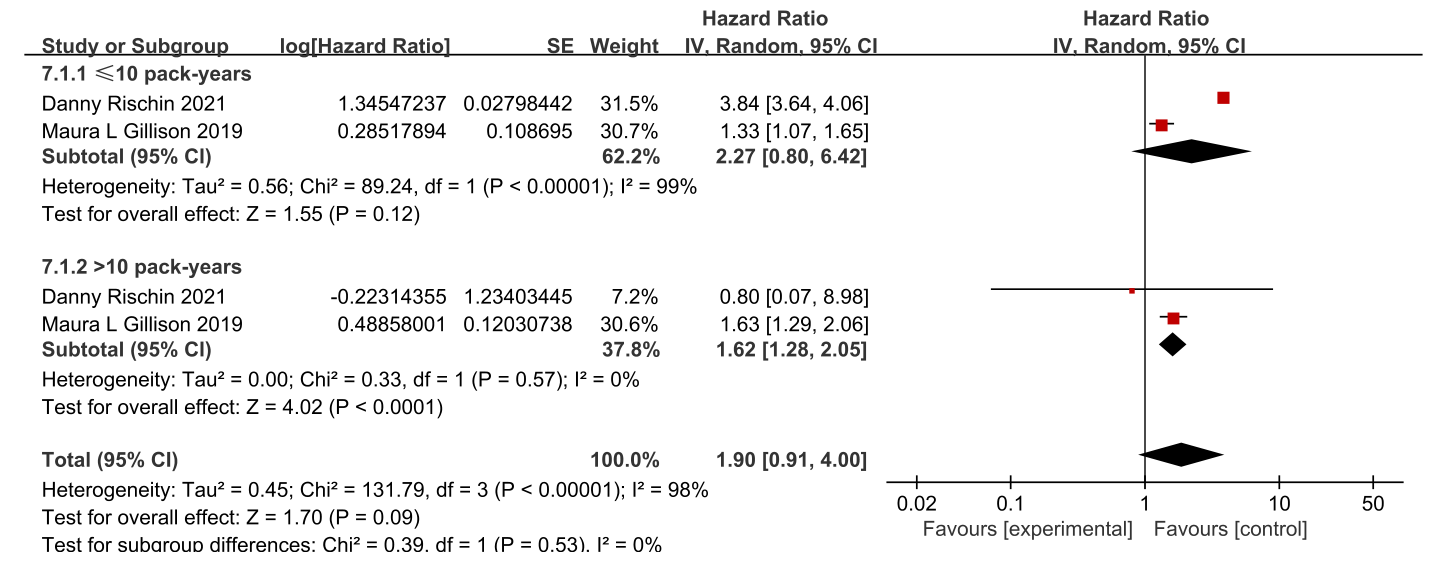 Hazard Ratio Hazard Ratio
Study or Subgroup log[Hazard Ratio] SE Weight IV, Random, 95% CI IV, Random, 95% CI
7.1.1 ≤10 pack-years
Danny Rischin 2021 1.34547237 0.02798442 31.5% 3.84 [3.64, 4.06]
Maura L Gillison 2019 0.28517894 0.108695 30.7% 1.33 [1.07, 1.65]
Subtotal (95% CI) 62.2% 2.27 [0.80, 6.42]
Heterogeneity: Tau² = 0.56; Chi² = 89.24, df = 1 (P < 0.00001); I² = 99%
Test for overall effect: Z = 1.55 (P = 0.12)
7.1.2 >10 pack-years
Danny Rischin 2021 -0.22314355 1.23403445 7.2% 0.80 [0.07, 8.98]
Maura L Gillison 2019 0.48858001 0.12030738 30.6% 1.63 [1.29, 2.06]
Subtotal (95% CI) 37.8% 1.62 [1.28, 2.05]
Heterogeneity: Tau² = 0.00; Chi² = 0.33, df = 1 (P = 0.57); I² = 0%
Test for overall effect: Z = 4.02 (P < 0.0001)
Total (95% CI) 100.0% 1.90 [0.91, 4.00]
Heterogeneity: Tau² = 0.45; Chi² = 131.79, df = 3 (P < 0.00001); I² = 98%
Test for overall effect: Z = 1.70 (P = 0.09)
Test for subgroup differences: Chi² = 0.39, df = 1 (P = 0.53), I² = 0%
0.02 0.1 1 10 50
Favours [experimental] Favours [control]